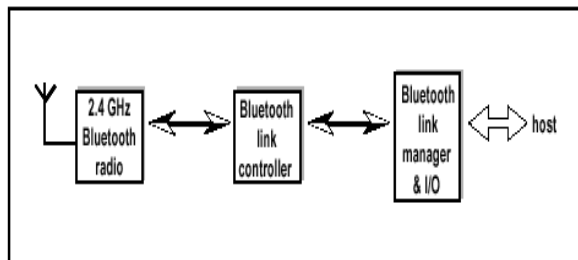 2.4 GHz
Bluetooth
radio
Bluetooth
link
controller
Bluetooth
link
manager
& I/O
host